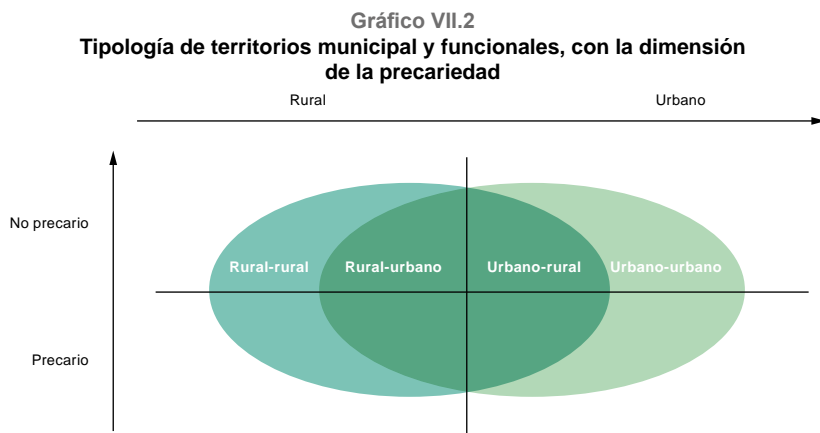 Gráfico VII.2
Tipología de territorios municipal y funcionales, con la dimensión
de la precariedad
Rural
Urbano
No precario
Rural-rural
Rural-urbano
Urbano-rural
Urbano-urbano
Precario